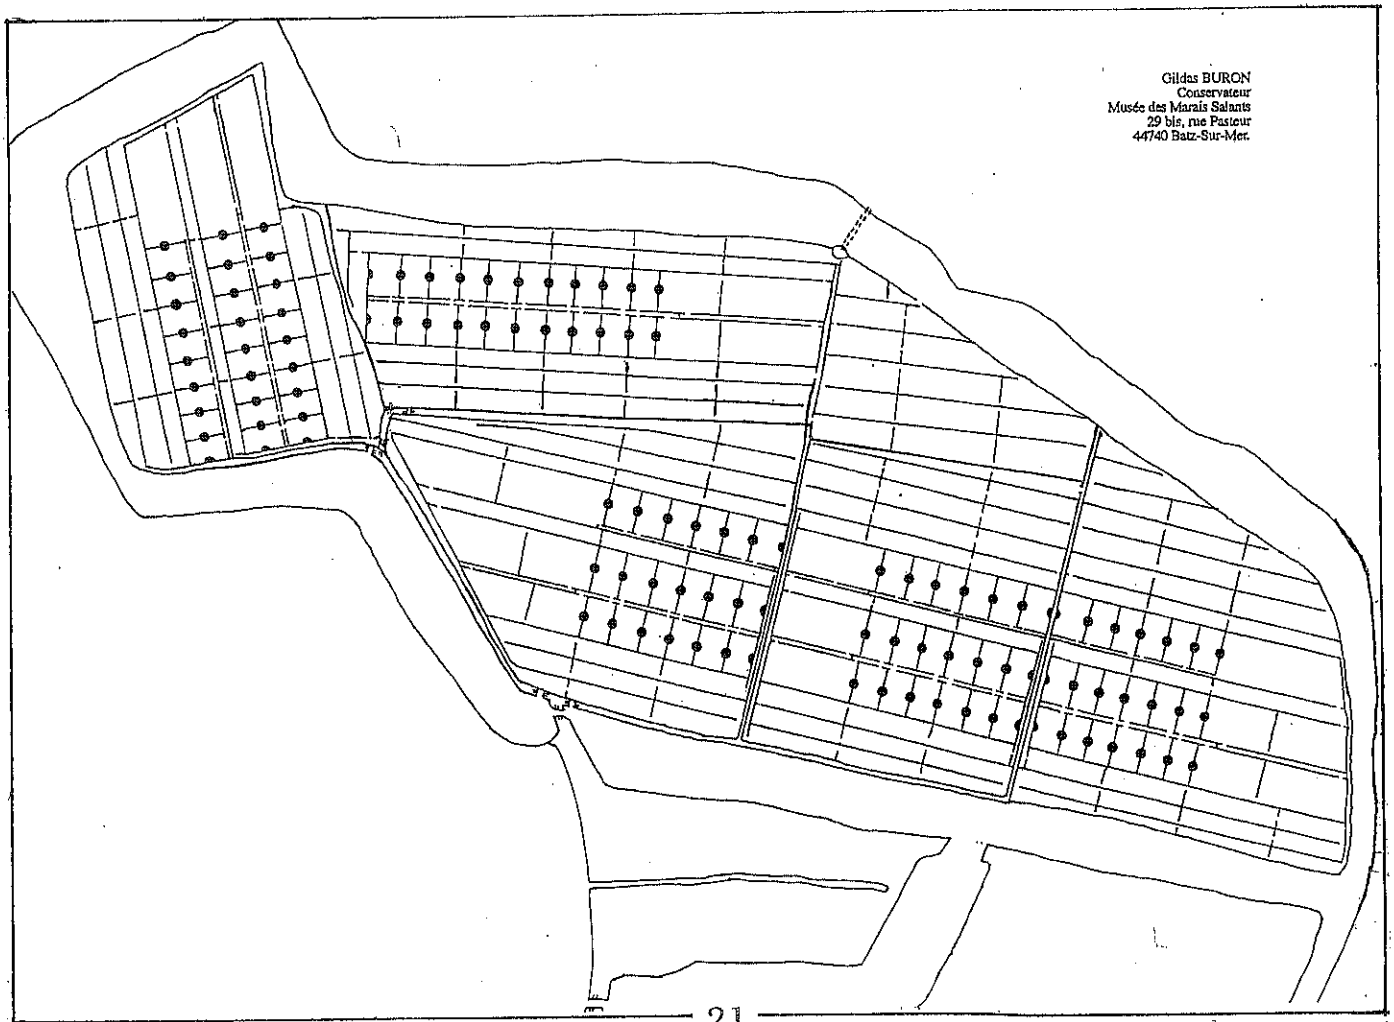 Gildas BURON
Conservateur
Musée des Marais Salants
29 bis, rue Pasteur
44740 Batz-Sur-Mer.
21